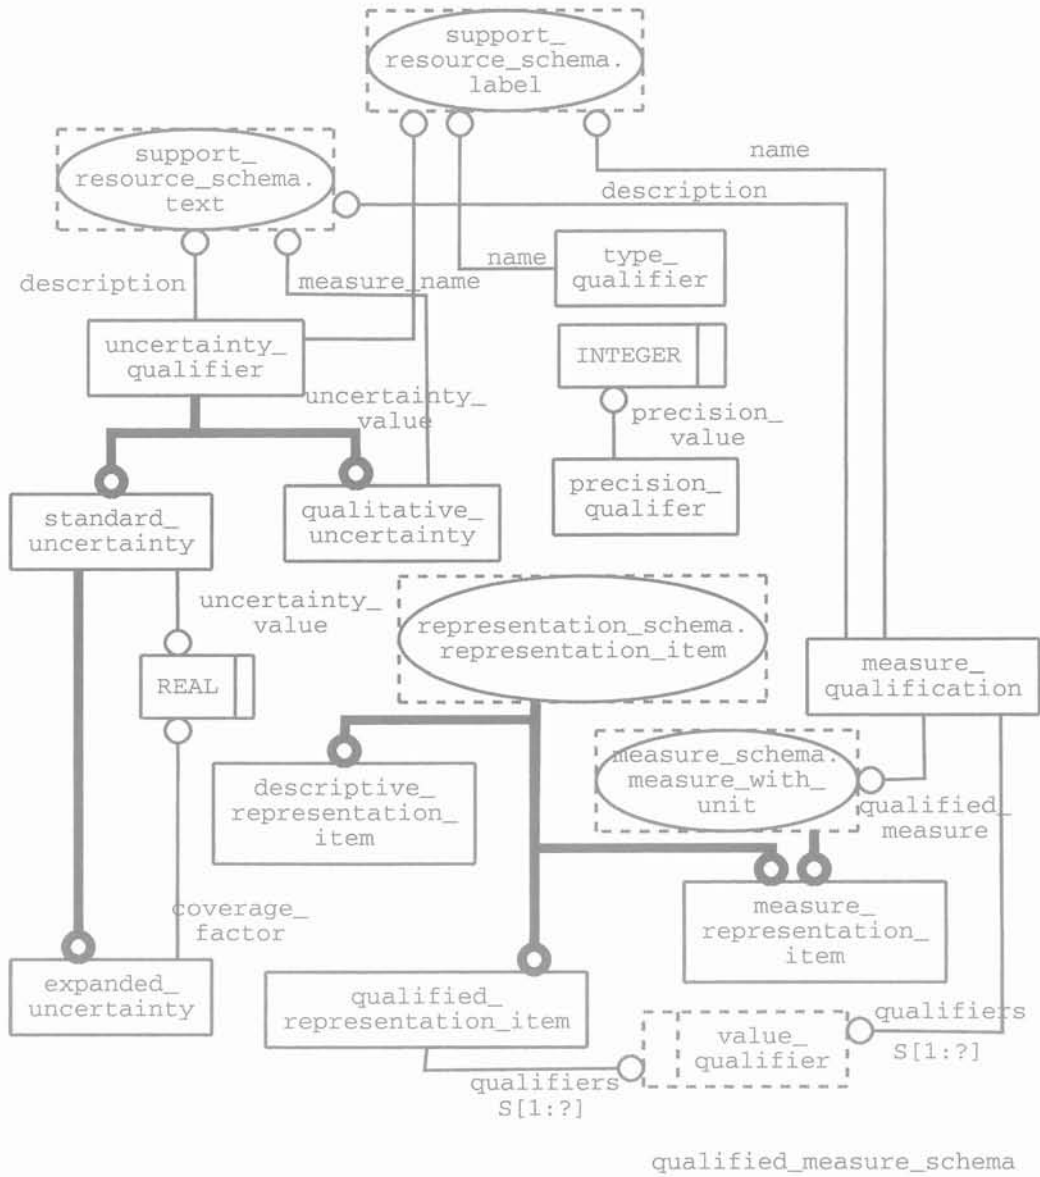 support_
resource_schema.
label
name
support_
resource_schema.
text
description
name
type_
qualifier
description
measure_name
uncertainty_
qualifier
INTEGER
uncertainty_
value
precision_
value
standard_
uncertainty
qualitative_
uncertainty
precision_
qualifer
uncertainty_
value
representation_schema.
representation_item
measure_
qualification
REAL
descriptive_
representation_
item
measure_schema.
measure_with_
unit
qualified_
measure
coverage_
factor
measure_
representation_
item
expanded_
uncertainty
qualified_
representation_item
value_
qualifier
qualifiers
S[1:?]
qualifiers
S[1:?]
qualified_measure_schema